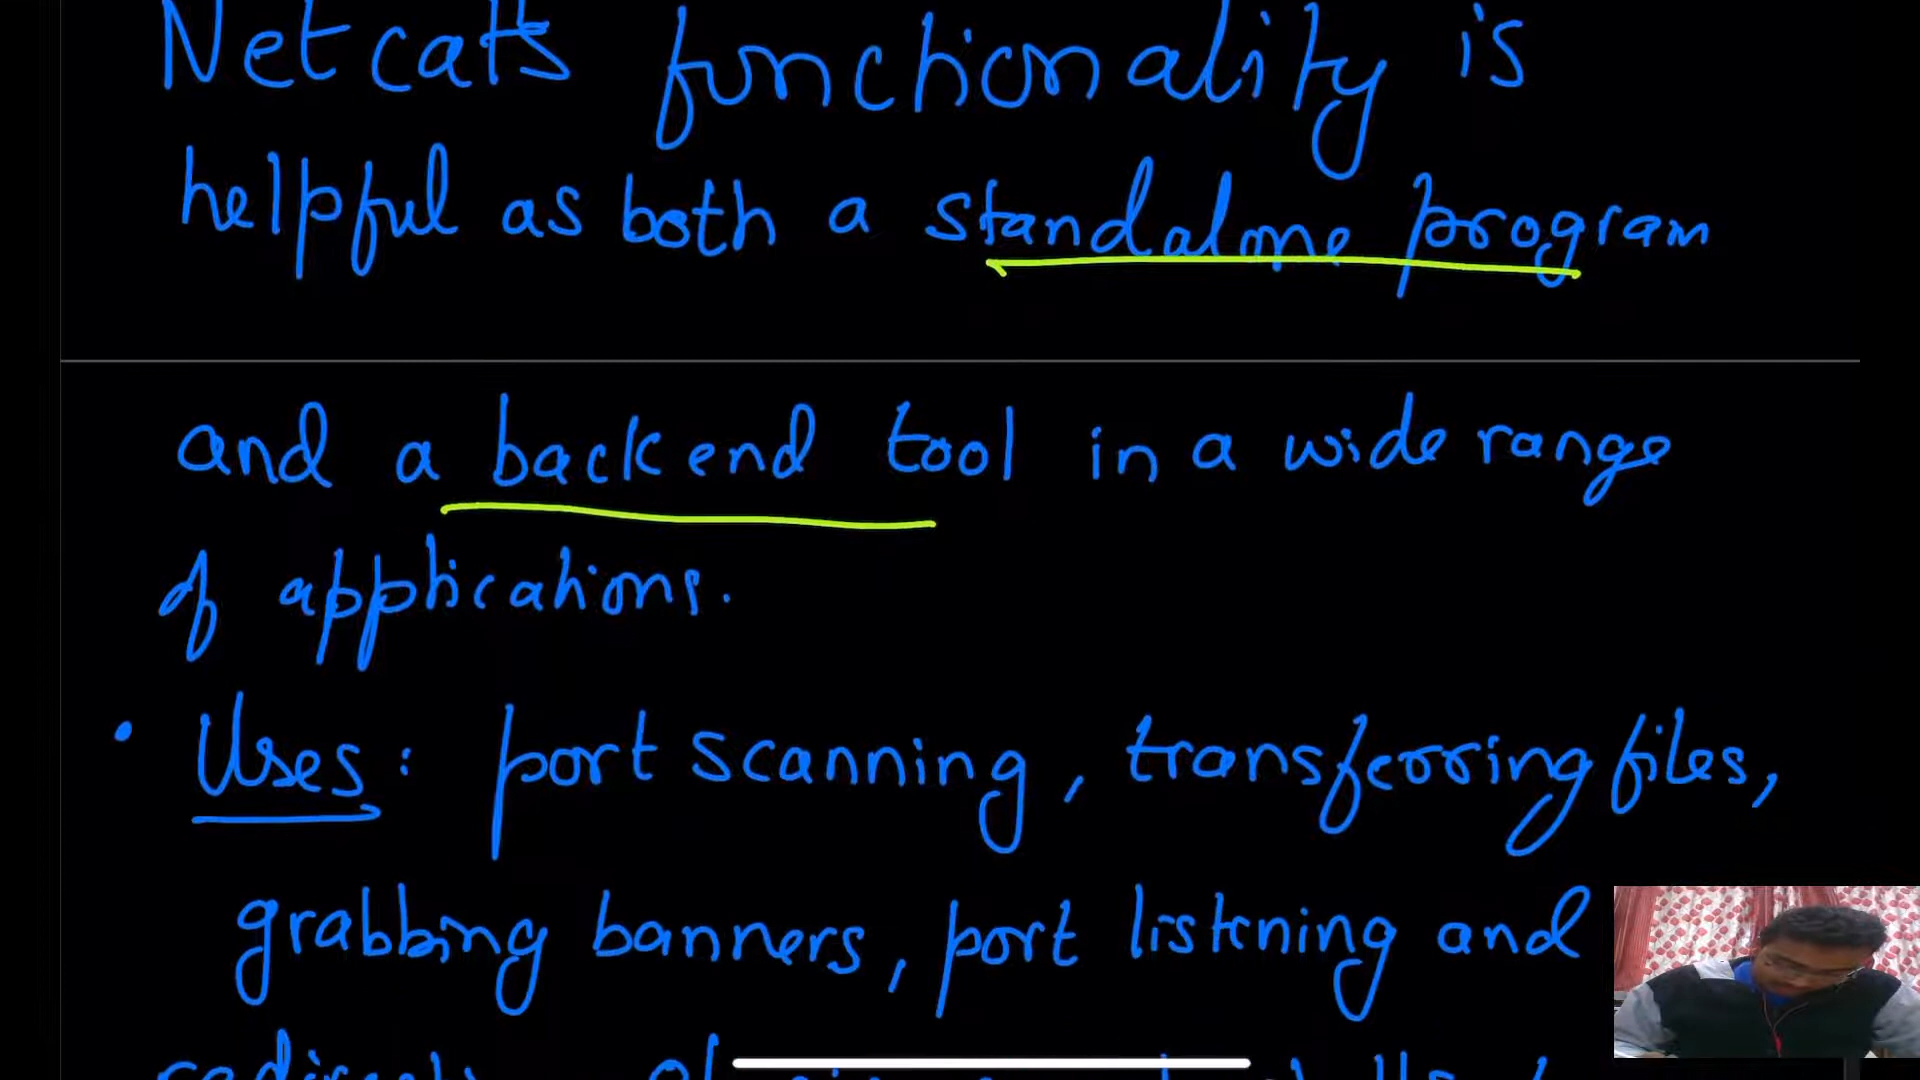 Netcats functionality is
helpful as both a standalone program
and a backend tool in a wide range
of applications.
• Uses: port scanning, transferring files,
grabbing banners, port listening and